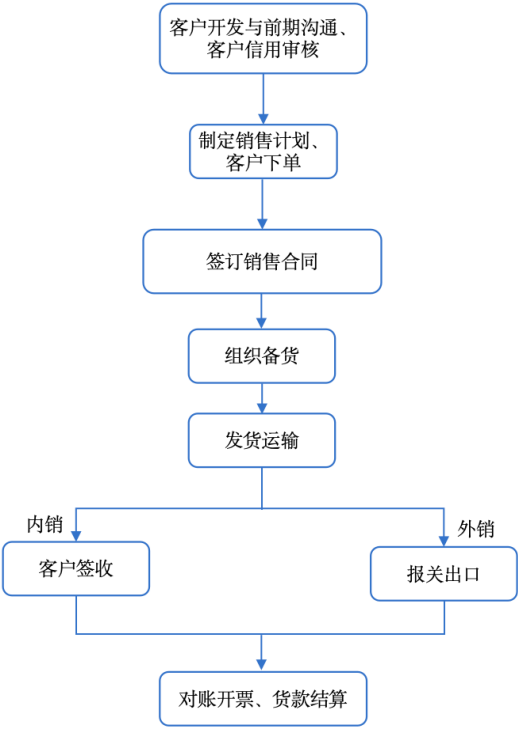 客户开发与前期沟通、
客户信用审核
制定销售计划、
客户下单
签订销售合同
组织备货
发货运输
内销
外销
客户签收
报关出口
对账开票、货款结算